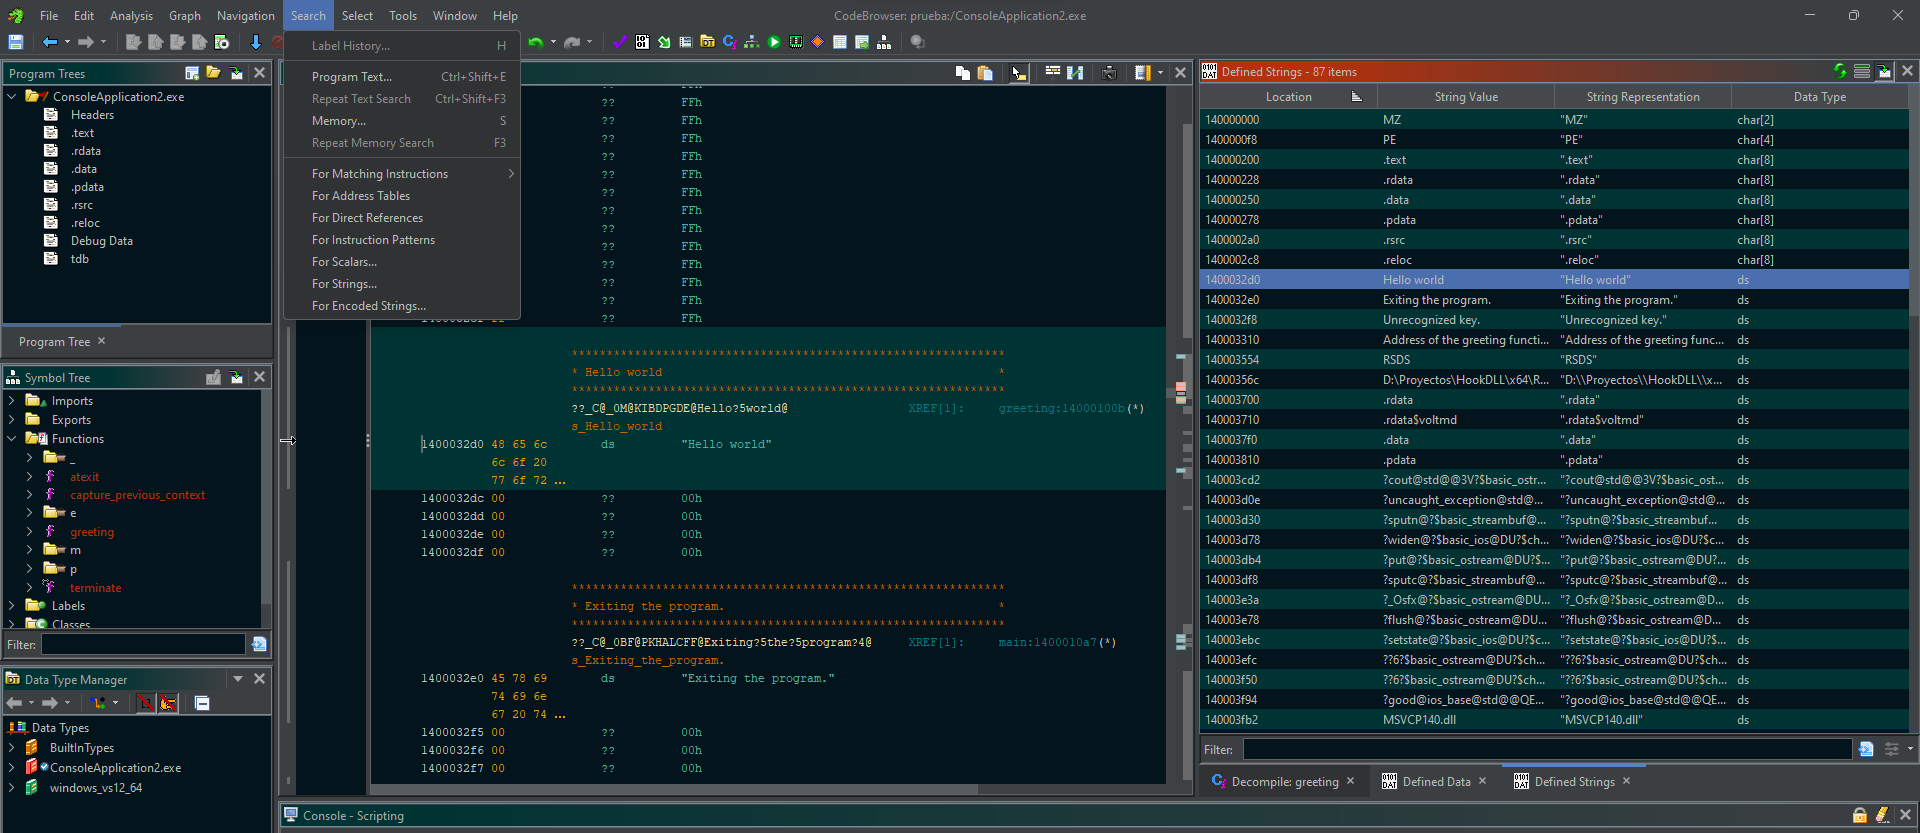 File Edit Analysis Graph Navigation Search Select Tools Window Help
CodeBrowser: prueba:/ConsoleApplication2.exe
Label History... H
Program Text... Ctrl+Shift+E
Repeat Text Search Ctrl+Shift+F3
Memory... S
Repeat Memory Search F3
For Matching Instructions
For Address Tables
For Direct References
For Instruction Patterns
For Scalars...
For Strings...
For Encoded Strings...
Program Trees
ConsoleApplication2.exe
Headers
.text
.rdata
.data
.pdata
.rsrc
.reloc
Debug Data
tdb
Program Tree
Symbol Tree
Imports
Exports
Functions
_
atexit
capture_previous_context
e
greeting
m
p
terminate
Labels
Classes
Filter:
Data Type Manager
Data Types
BuiltInTypes
ConsoleApplication2.exe
windows_vs12_64
?? FFh
?? FFh
?? FFh
?? FFh
?? FFh
?? FFh
?? FFh
?? FFh
?? FFh
?? FFh
?? FFh
?? FFh
FFh
*************************************************************
* Hello world *
*************************************************************
??_C@_0M@KIBDPGDE@Hello?5world@ XREF[1]: greeting:14000100b(*)
s_Hello_world
1400032d0 48 65 6c ds "Hello world"
6c 6f 20
77 6f 72 ...
1400032dc 00 ?? 00h
1400032dd 00 ?? 00h
1400032de 00 ?? 00h
1400032df 00 ?? 00h
*************************************************************
* Exiting the program. *
*************************************************************
??_C@_0BF@PKHALCFF@Exiting?5the?5program?4@ XREF[1]: main:1400010a7(*)
s_Exiting_the_program.
1400032e0 45 78 69 ds "Exiting the program."
74 69 6e
67 20 74 ...
1400032f5 00 ?? 00h
1400032f6 00 ?? 00h
1400032f7 00 ?? 00h
Defined Strings - 87 items
Location String Value String Representation Data Type
140000000 MZ "MZ" char[2]
1400000f8 PE "PE" char[4]
140000200 .text ".text" char[8]
140000228 .rdata ".rdata" char[8]
140000250 .data ".data" char[8]
140000278 .pdata ".pdata" char[8]
1400002a0 .rsrc ".rsrc" char[8]
1400002c8 .reloc ".reloc" char[8]
1400032d0 Hello world "Hello world" ds
1400032e0 Exiting the program. "Exiting the program." ds
1400032f8 Unrecognized key. "Unrecognized key." ds
140003310 Address of the greeting functi... "Address of the greeting func... ds
140003554 RSDS "RSDS" ds
14000356c D:\Proyectos\HookDLL\x64\R... "D:\\Proyectos\\HookDLL\\x... ds
140003700 .rdata ".rdata" ds
140003710 .rdata$voltmd ".rdata$voltmd" ds
1400037f0 .data ".data" ds
140003810 .pdata ".pdata" ds
140003cd2 ?cout@std@@3V?$basic_ostr... "?cout@std@@3V?$basic_ost... ds
140003d0e ?uncaught_exception@std@... "?uncaught_exception@std@... ds
140003d30 ?sputn@?$basic_streambuf@... "?sputn@?$basic_streambuf... ds
140003d78 ?widen@?$basic_ios@DU?$ch... "?widen@?$basic_ios@DU?$c... ds
140003db4 ?put@?$basic_ostream@DU?... "?put@?$basic_ostream@DU?... ds
140003df8 ?sputc@?$basic_streambuf@... "?sputc@?$basic_streambuf... ds
140003e3a ?_Osfx@?$basic_ostream@DU... "?_Osfx@?$basic_ostream@D... ds
140003e78 ?flush@?$basic_ostream@DU... "?flush@?$basic_ostream@D... ds
140003ebc ?setstate@?$basic_ios@DU?$c... "?setstate@?$basic_ios@DU?$... ds
140003efc ??6?$basic_ostream@DU?$ch... "??6?$basic_ostream@DU?$c... ds
140003f50 ??6?$basic_ostream@DU?$ch... "??6?$basic_ostream@DU?$c... ds
140003f94 ?good@ios_base@std@@QE... "?good@ios_base@std@@QE... ds
140003fb2 MSVCP140.dll "MSVCP140.dll" ds
Filter:
Decompile: greeting Defined Data Defined Strings
Console - Scripting